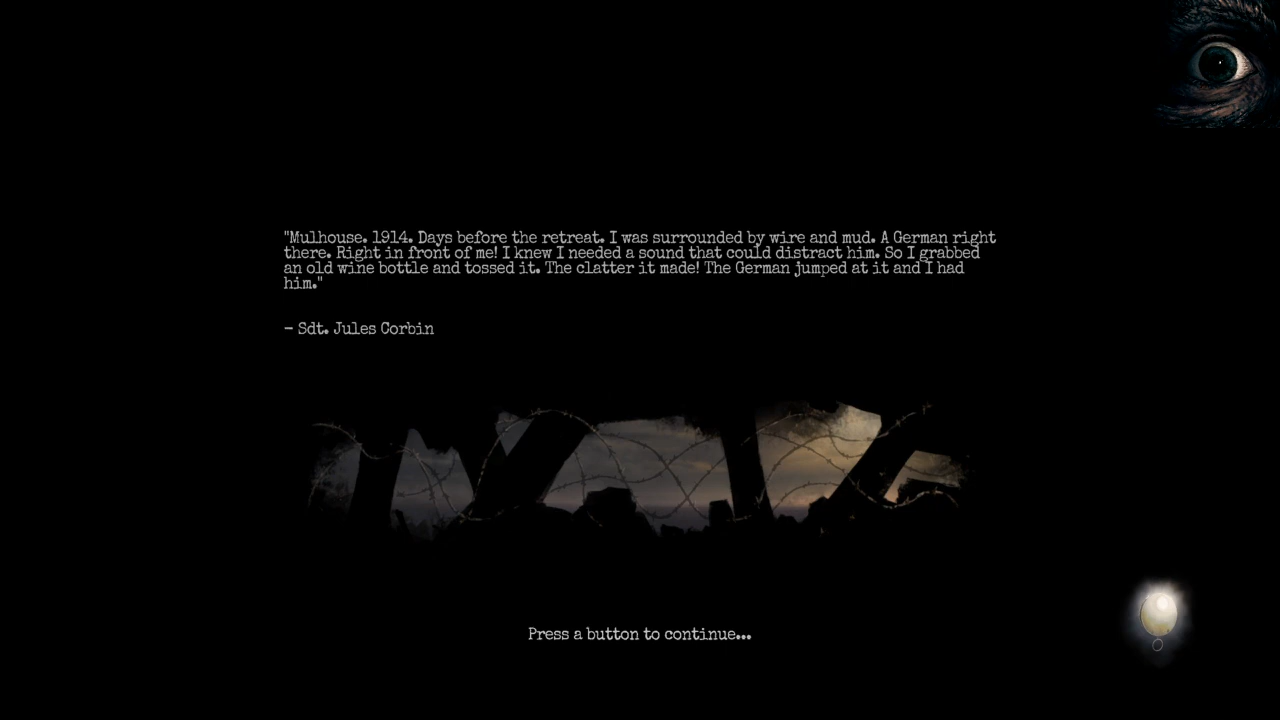 "Mulhouse. 1914. Days before the retreat. I was surrounded by wire and mud. A German right
there. Right in front of me! I knew I needed a sound that could distract him. So I grabbed
an old wine bottle and tossed it. The clatter it made! The German jumped at it and I had
him."
- Sdt. Jules Corbin
Press a button to continue...